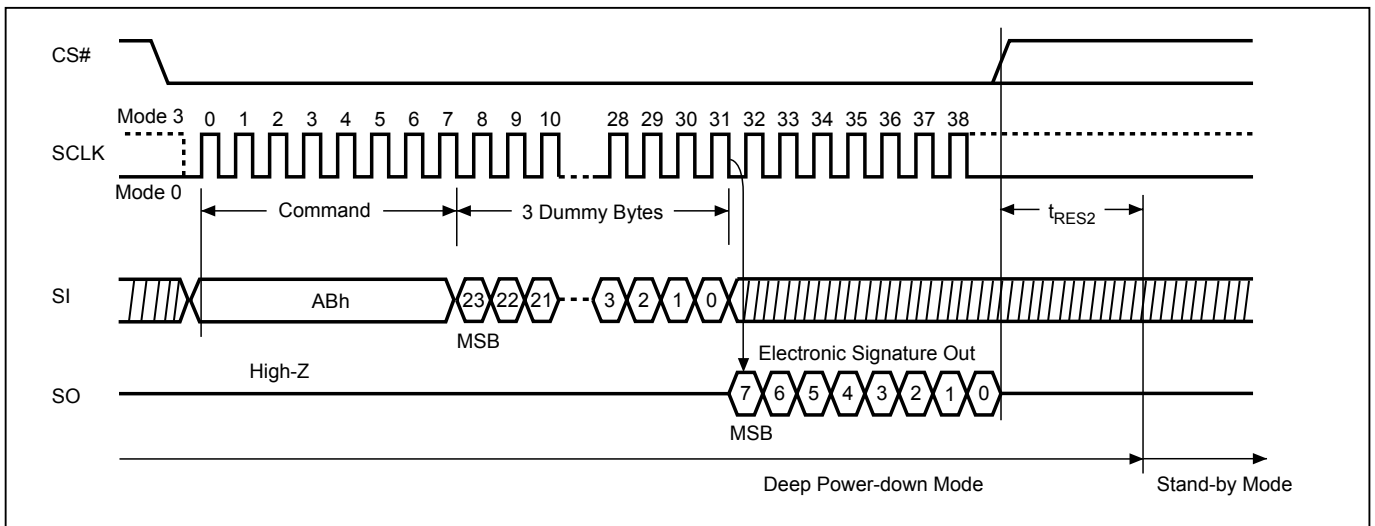 CS#
Mode 3
0 1 2 3 4 5 6 7 8 9 10 28 29 30 31 32 33 34 35 36 37 38
SCLK
Mode 0
Command
3 Dummy Bytes
tRES2
SI
ABh
23 22 21 3 2 1 0
MSB
Electronic Signature Out
High-Z
SO
7 6 5 4 3 2 1 0
MSB
Deep Power-down Mode
Stand-by Mode